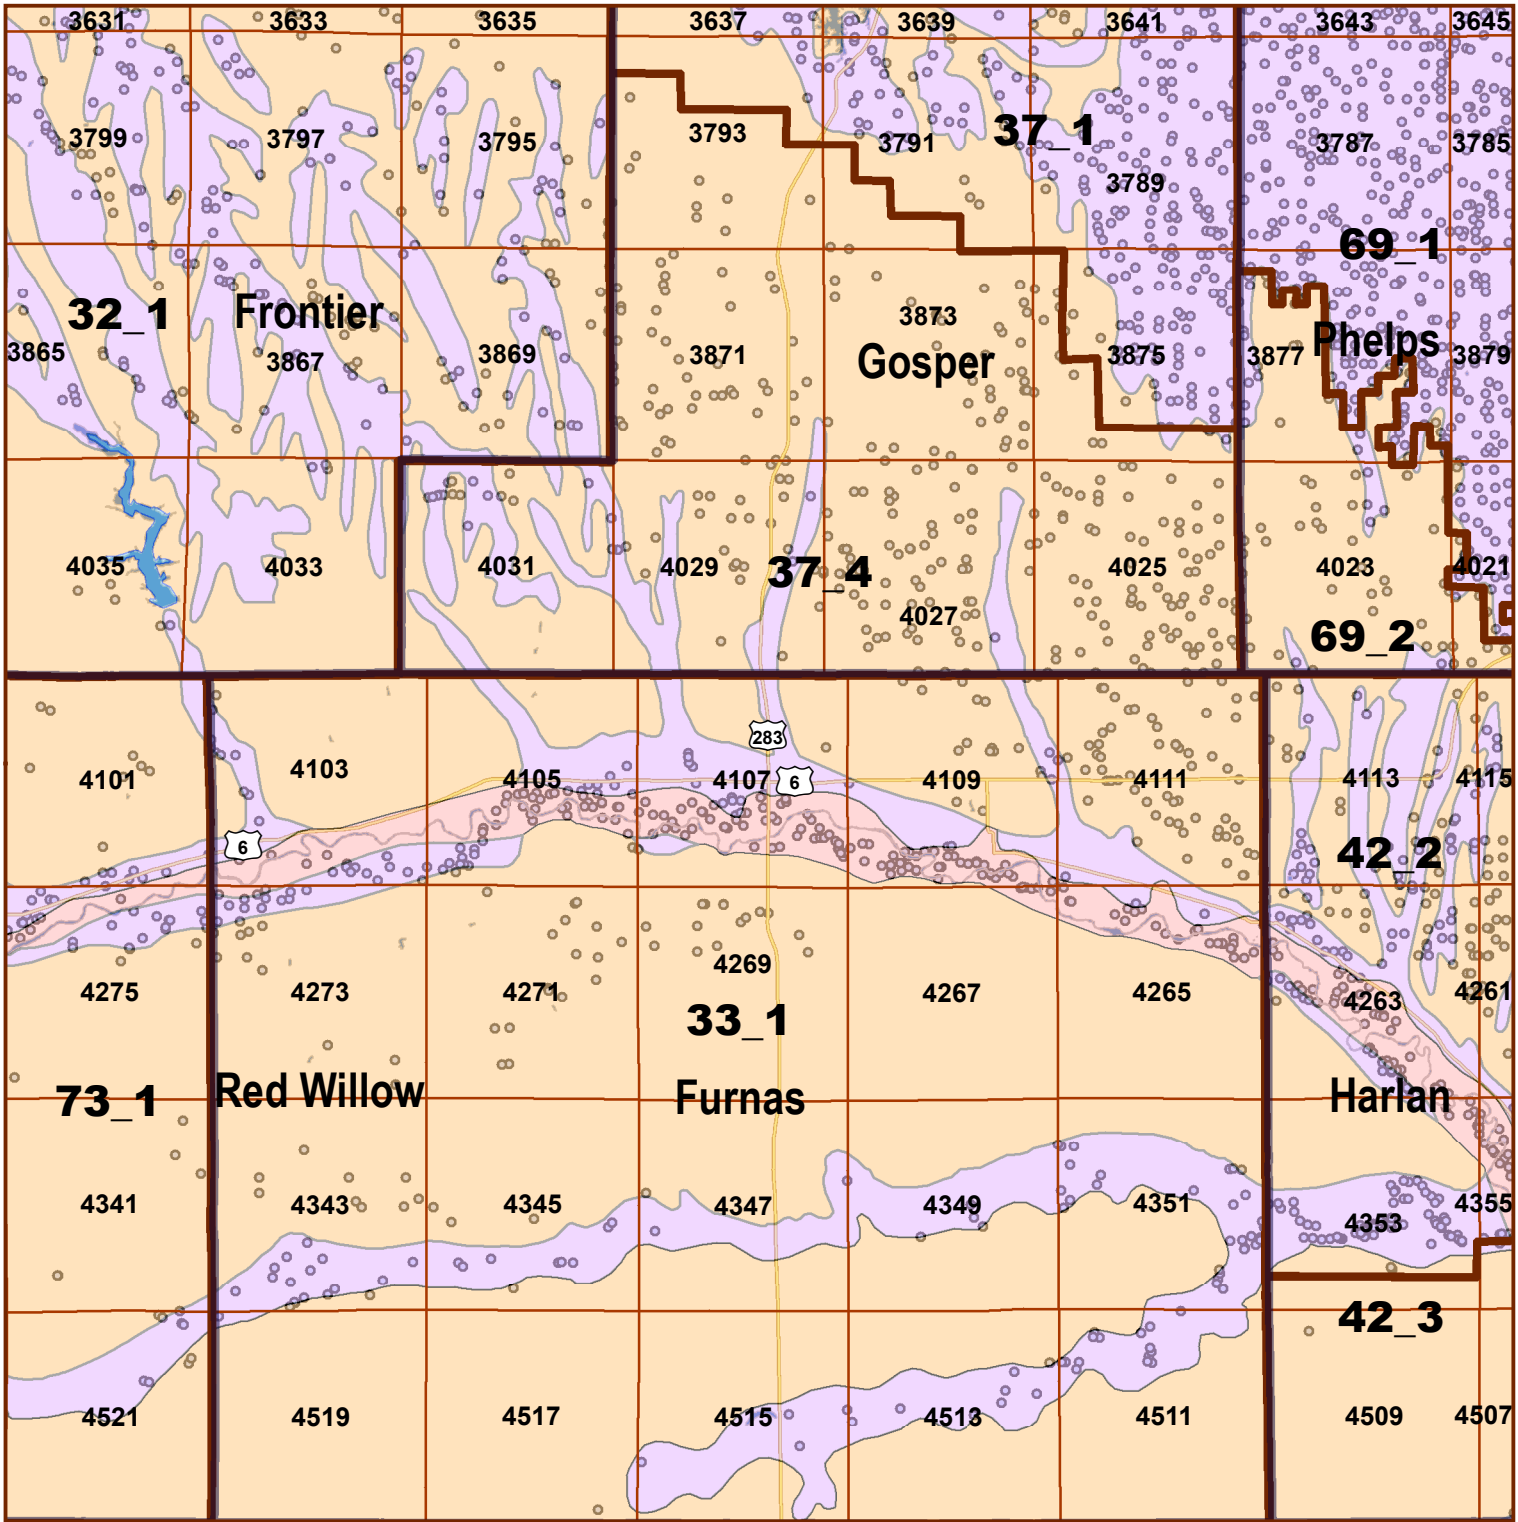 3631 3633 3635 3637 3639 3641 3643 3645
3799 3797 3795 3793 3791 37_1 3787 3785
3789
69_1
32_1 Frontier 3873 Phelps
3865 3867 3869 3871 Gosper 3875 3877 3879
4035 4033 4031 4029 37_4 4025 4023 4021
4027
69_2
283
4101 4103 4105 4107 6 4109 4111 4113 4115
6 42_2
4269
4275 4273 4271 33_1 4267 4265 4263 4261
73_1 Red Willow Furnas Harlan
4341 4343 4345 4347 4349 4351 4353 4355
42_3
4521 4519 4517 4515 4513 4511 4509 4507